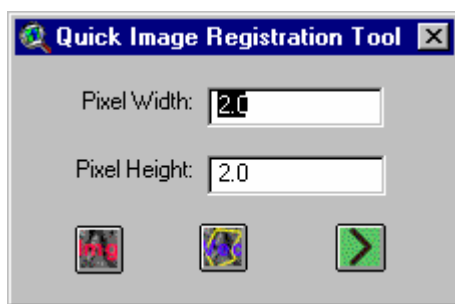 Quick Image Registration Tool
Pixel Width: 2.0
Pixel Height: 2.0
Img Vec